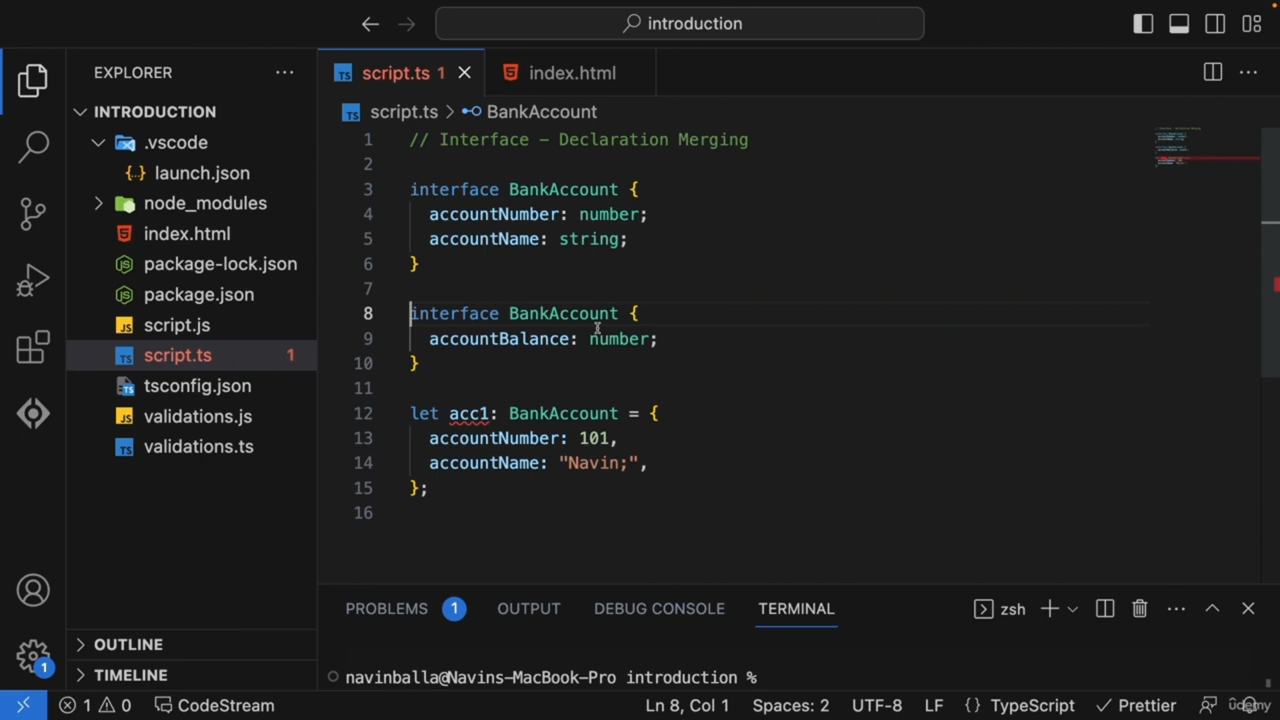 introduction
EXPLORER
script.ts 1
index.html
INTRODUCTION
script.ts > BankAccount
.vscode
launch.json
node_modules
index.html
package-lock.json
package.json
script.js
script.ts 1
tsconfig.json
validations.js
validations.ts
OUTLINE
TIMELINE
1 // Interface - Declaration Merging
2
3 interface BankAccount {
4 accountNumber: number;
5 accountName: string;
6 }
7
8 interface BankAccount {
9 accountBalance: number;
10 }
11
12 let acc1: BankAccount = {
13 accountNumber: 101,
14 accountName: "Navin;",
15 };
16
PROBLEMS 1 OUTPUT DEBUG CONSOLE TERMINAL zsh
navinballa@Navins-MacBook-Pro introduction %
1
1 0 CodeStream Ln 8, Col 1 Spaces: 2 UTF-8 LF {} TypeScript Prettier
udemy